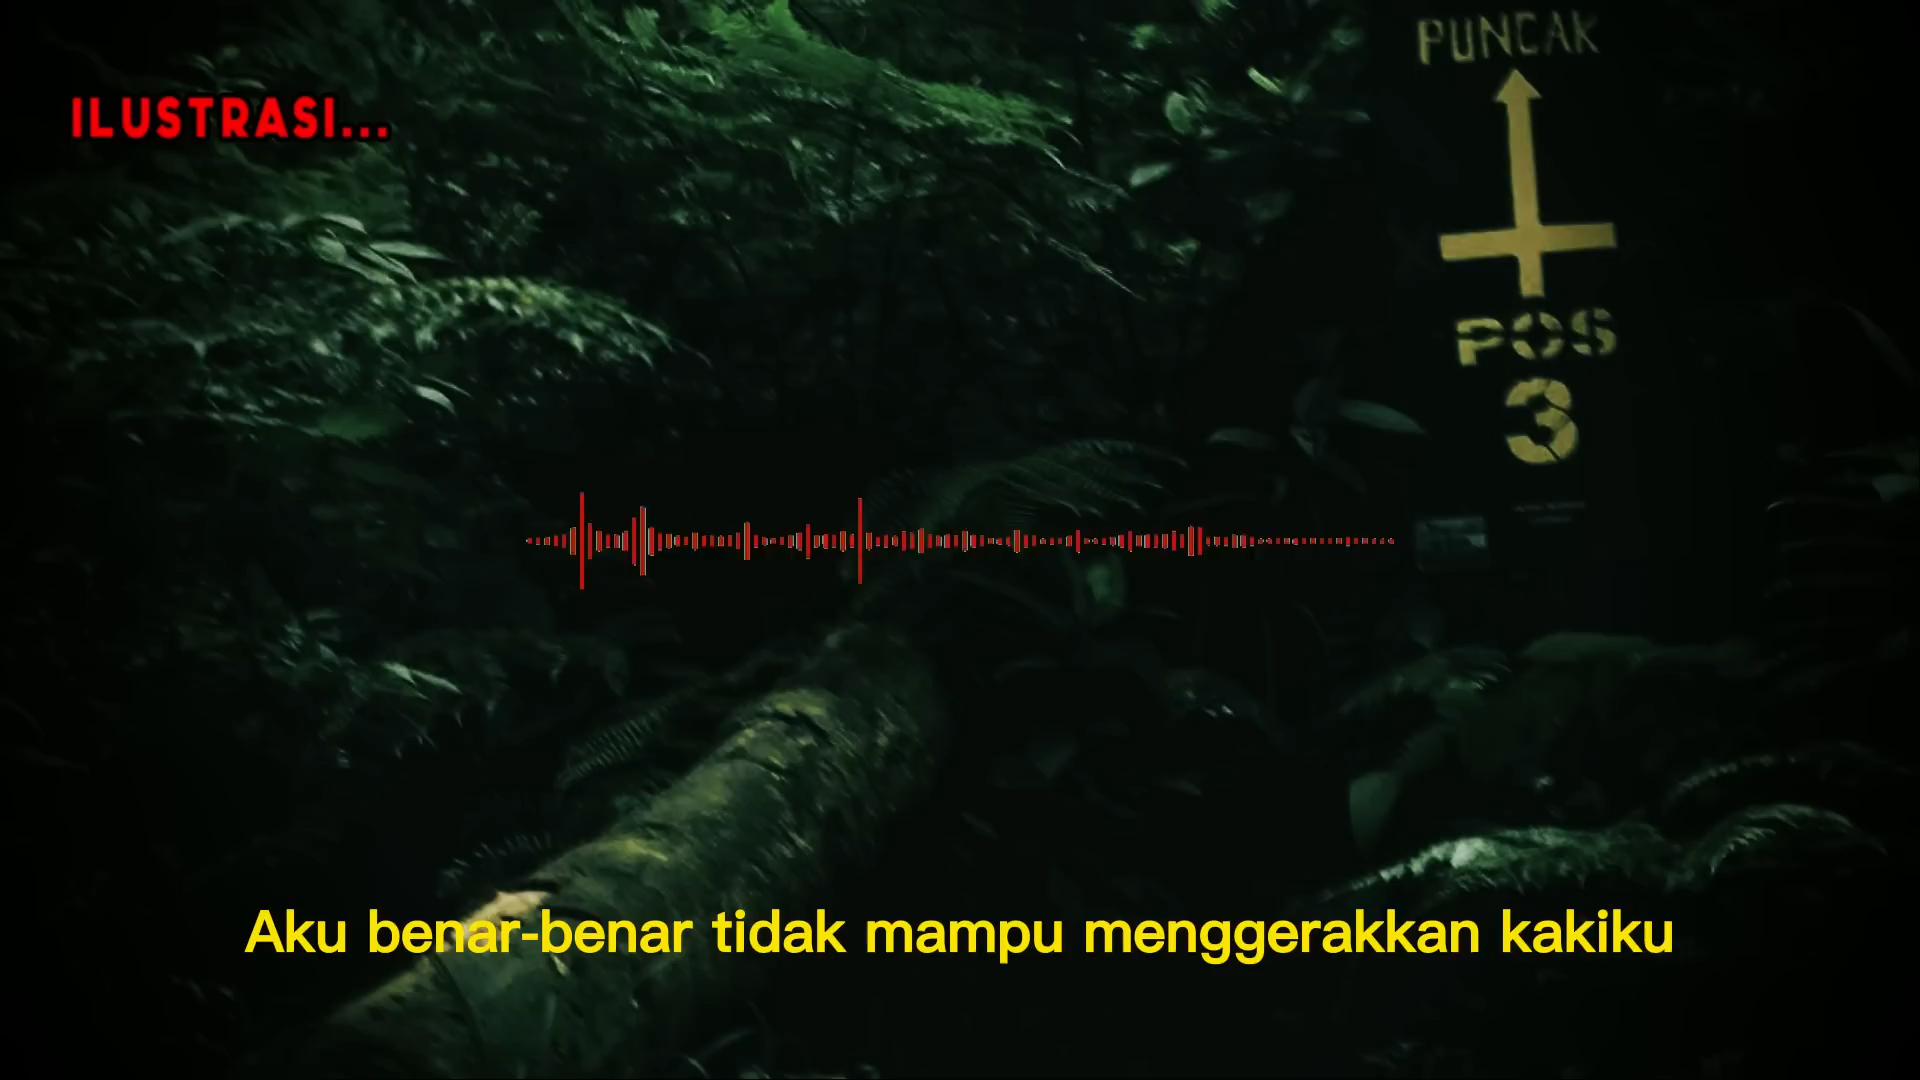 PUNCAK
ILUSTRASI...
POS
3
Aku benar-benar tidak mampu menggerakkan kakiku